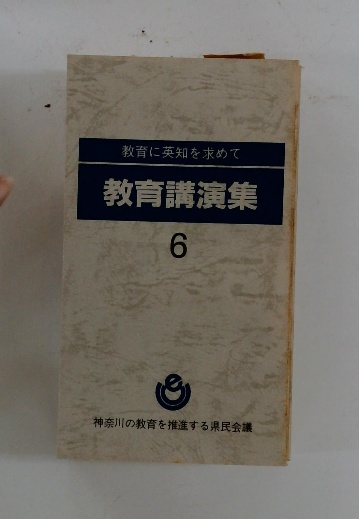 教育に英知を求めて
教育講演集
6
神奈川の教育を推進する県民会議